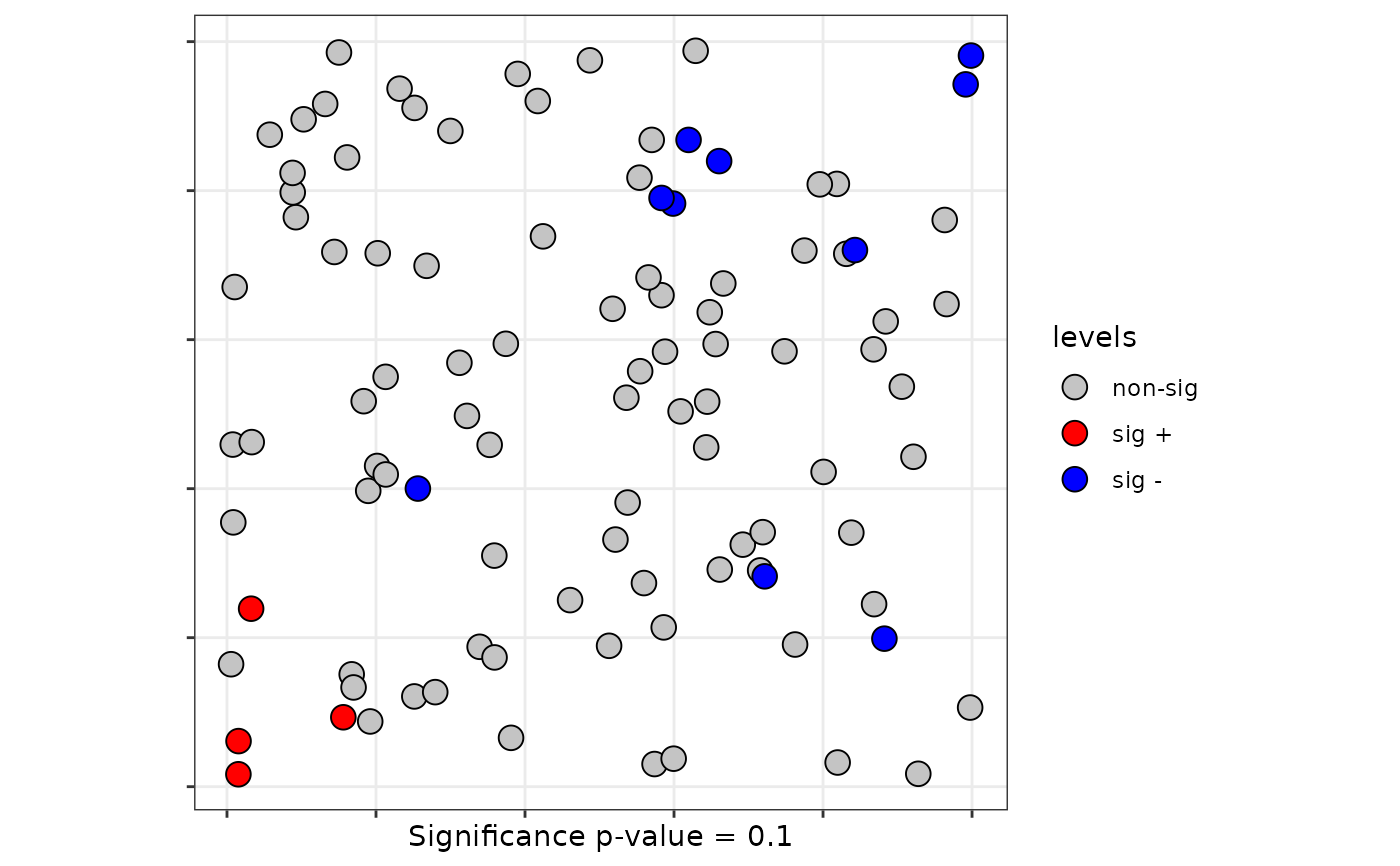 levels
non-sig
sig +
sig -
Significance p-value = 0.1